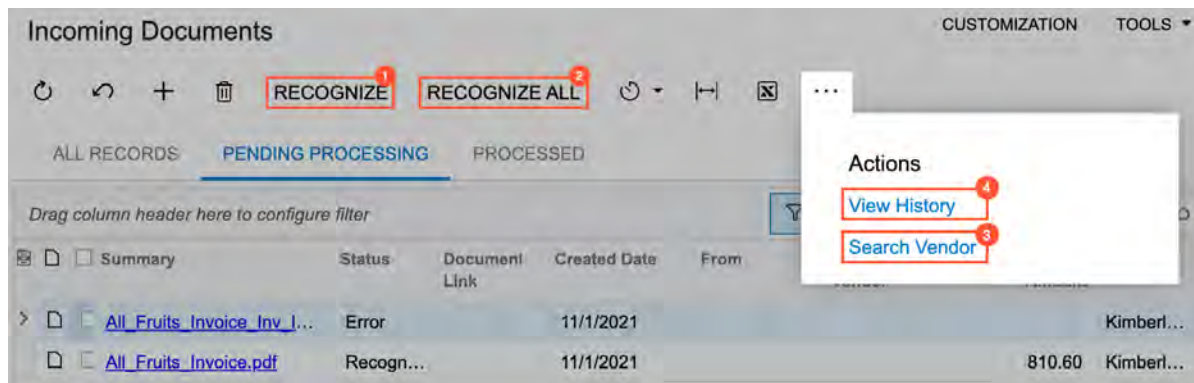 Incoming Documents
CUSTOMIZATION TOOLS
RECOGNIZE 1 RECOGNIZE ALL 2
ALL RECORDS PENDING PROCESSING PROCESSED
Actions
View History 4
Search Vendor 3
Drag column header here to configure filter
Summary Status Document Link Created Date From
All_Fruits_Invoice_Inv_I... Error 11/1/2021 Kimberl...
All_Fruits_Invoice.pdf Recogn... 11/1/2021 810.60 Kimberl...